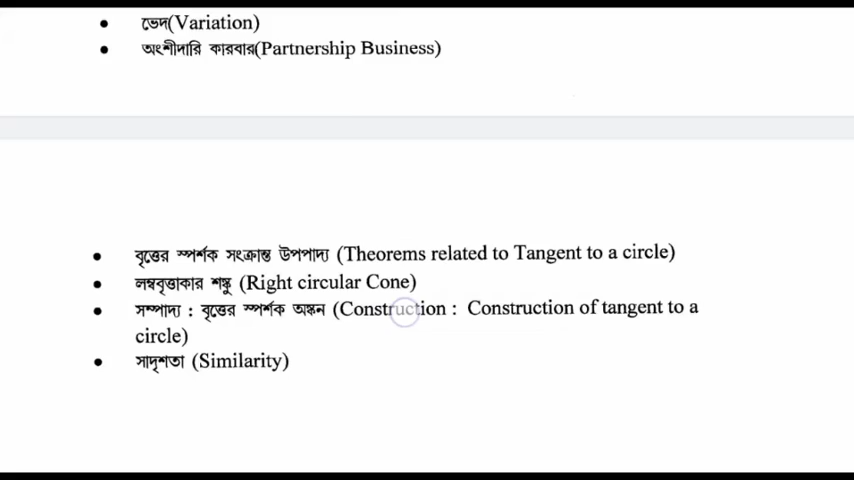 • ভেদ(Variation)
• অংশীদারি কারবার(Partnership Business)
• বৃত্তের স্পর্শক সংক্রান্ত উপপাদ্য (Theorems related to Tangent to a circle)
• লম্ববৃত্তাকার শঙ্কু (Right circular Cone)
• সম্পাদ্য : বৃত্তের স্পর্শক অঙ্কন (Construction : Construction of tangent to a
circle)
• সাদৃশতা (Similarity)